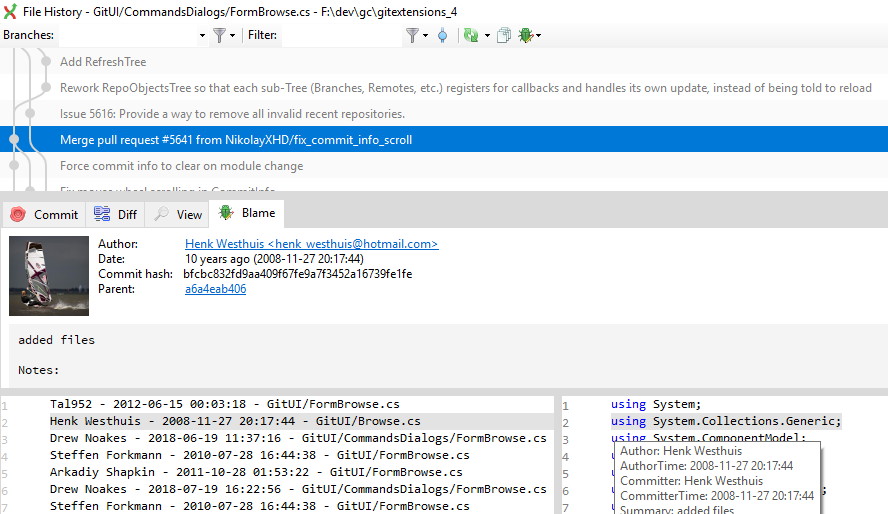 File History - GitUI/CommandsDialogs/FormBrowse.cs - F:\dev\gc\gitextensions_4
Branches: Filter:
Add RefreshTree
Rework RepoObjectsTree so that each sub-Tree (Branches, Remotes, etc.) registers for callbacks and handles its own update, instead of being told to reload
Issue 5616: Provide a way to remove all invalid recent repositories.
Merge pull request #5641 from NikolayXHD/fix_commit_info_scroll
Force commit info to clear on module change
Fix mouse wheel scrolling in CommitInfo
Commit Diff View Blame
Author: Henk Westhuis <henk_westhuis@hotmail.com>
Date: 10 years ago (2008-11-27 20:17:44)
Commit hash: bfcbc832fd9aa409f67fe9a7f3452a16739fe1fe
Parent: a6a4eab406
added files
Notes:
1 Tal952 - 2012-06-15 00:03:18 - GitUI/FormBrowse.cs
2 Henk Westhuis - 2008-11-27 20:17:44 - GitUI/Browse.cs
3 Drew Noakes - 2018-06-19 11:37:16 - GitUI/CommandsDialogs/FormBrowse.cs
4 Steffen Forkmann - 2010-07-28 16:44:38 - GitUI/FormBrowse.cs
5 Arkadiy Shapkin - 2011-10-28 01:53:22 - GitUI/FormBrowse.cs
6 Drew Noakes - 2018-07-19 16:22:56 - GitUI/CommandsDialogs/FormBrowse.cs
7 Steffen Forkmann - 2010-07-28 16:44:38 - GitUI/FormBrowse.cs
1 using System;
2 using System.Collections.Generic;
3 using System.ComponentModel;
4
5
6
7
Author: Henk Westhuis
AuthorTime: 2008-11-27 20:17:44
Committer: Henk Westhuis
CommitterTime: 2008-11-27 20:17:44
Summary: added files